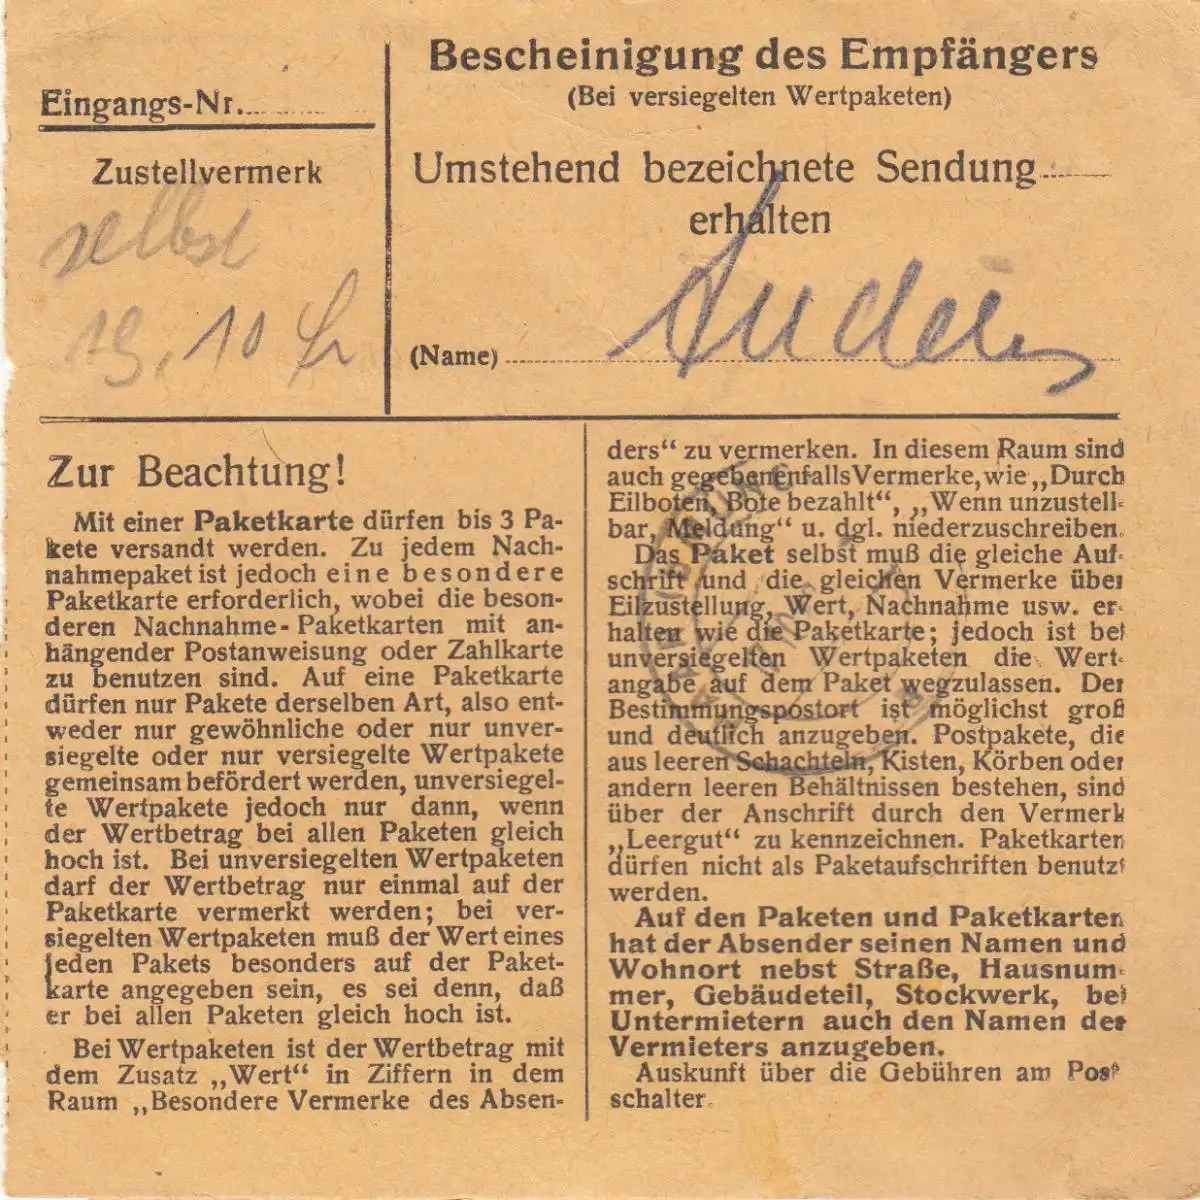 Eingangs-Nr.
Zustellvermerk
selbst
19. 10
Bescheinigung des Empfängers
(Bei versiegelten Wertpaketen)
Umstehend bezeichnete Sendung
erhalten
(Name)
Zur Beachtung!
Mit einer Paketkarte dürfen bis 3 Pa-
kete versandt werden. Zu jedem Nach-
nahmepaket ist jedoch eine besondere
Paketkarte erforderlich, wobei die beson-
deren Nachnahme-Paketkarten mit an-
hängender Postanweisung oder Zahlkarte
zu benutzen sind. Auf eine Paketkarte
dürfen nur Pakete derselben Art, also ent-
weder nur gewöhnliche oder nur unver-
siegelte oder nur versiegelte Wertpakete
gemeinsam befördert werden, unversiegel-
te Wertpakete jedoch nur dann, wenn
der Wertbetrag bei allen Paketen gleich
hoch ist. Bei unversiegelten Wertpaketen
darf der Wertbetrag nur einmal auf der
Paketkarte vermerkt werden; bei ver-
siegelten Wertpaketen muß der Wert eines
jeden Pakets besonders auf der Paket-
karte angegeben sein, es sei denn, daß
er bei allen Paketen gleich hoch ist.
Bei Wertpaketen ist der Wertbetrag mit
dem Zusatz „Wert“ in Ziffern in dem
Raum „Besondere Vermerke des Absen-
ders“ zu vermerken. In diesem Raum sind
auch gegebenenfalls Vermerke, wie „Durch
Eilboten, Bote bezahlt“, „Wenn unzustell-
bar, Meldung“ u. dgl. niederzuschreiben.
Das Paket selbst muß die gleiche Auf-
schrift und die gleichen Vermerke über
Eilzustellung, Wert, Nachnahme usw. er-
halten wie die Paketkarte; jedoch ist bei
unversiegelten Wertpaketen die Wert-
angabe auf dem Paket wegzulassen. Der
Bestimmungspostort ist möglichst groß
und deutlich anzugeben. Postpakete, die
aus leeren Schachteln, Kisten, Körben oder
andern leeren Behältnissen bestehen, sind
über der Anschrift durch den Vermerk
„Leergut“ zu kennzeichnen. Paketkarten
dürfen nicht als Paketaufschriften benutzt
werden.
Auf den Paketen und Paketkarten
hat der Absender seinen Namen und
Wohnort nebst Straße, Hausnum-
mer, Gebäudeteil, Stockwerk, bei
Untermietern auch den Namen des
Vermieters anzugeben.
Auskunft über die Gebühren am Post
schalter.